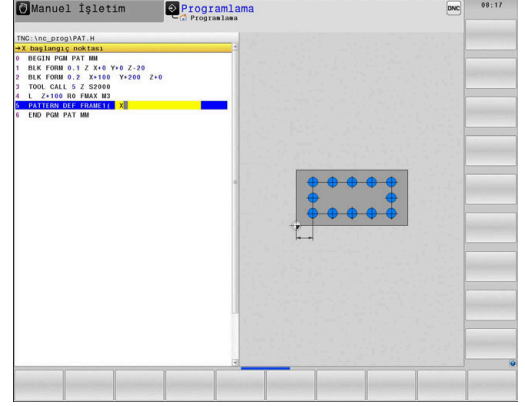 Manuel İşletim
Programlama
Programlama
DNC
08:17
TNC:\nc_prog\PAT.H
→X başlangıç noktası
0 BEGIN PGM PAT MM
1 BLK FORM 0.1 Z X+0 Y+0 Z-20
2 BLK FORM 0.2 X+100 Y+200 Z+0
3 TOOL CALL 5 Z S2000
4 L Z+100 R0 FMAX M3
5 PATTERN DEF FRAME1( X
6 END PGM PAT MM